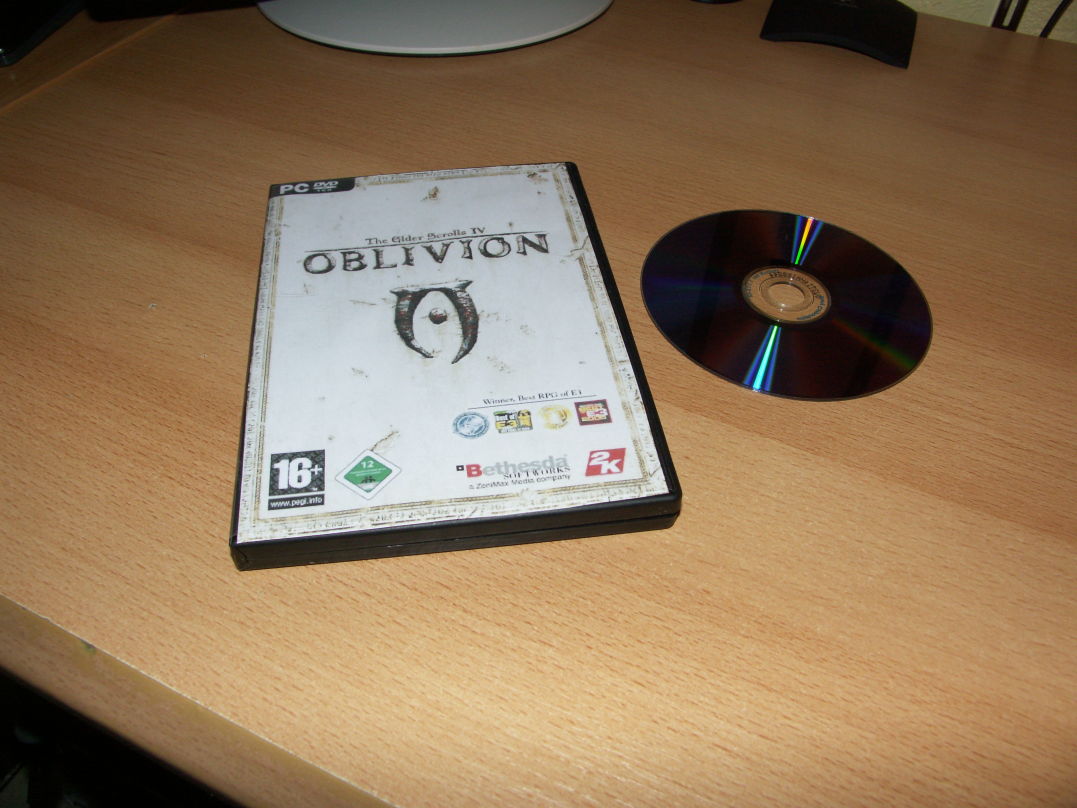 PC DVD
The Elder Scrolls IV
OBLIVION
Winner, Best RPG of E3
16+
www.pegi.info
12
Bethesda
SOFTWORKS
a ZeniMax Media company
2K